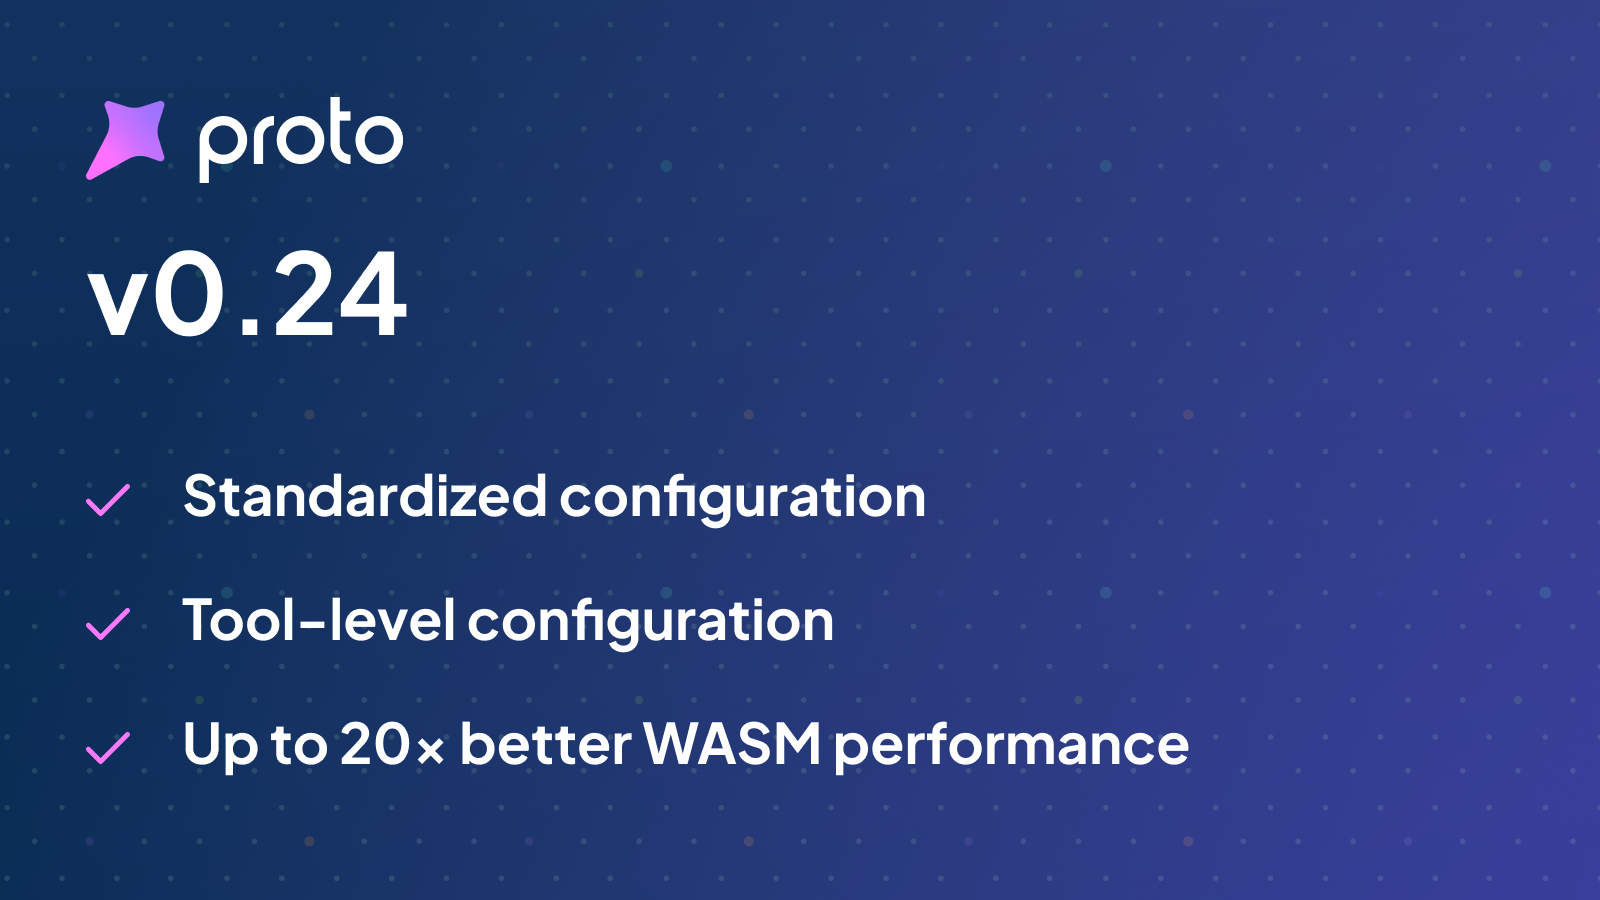 proto
v0.24
Standardized configuration
Tool-level configuration
Up to 20× better WASM performance